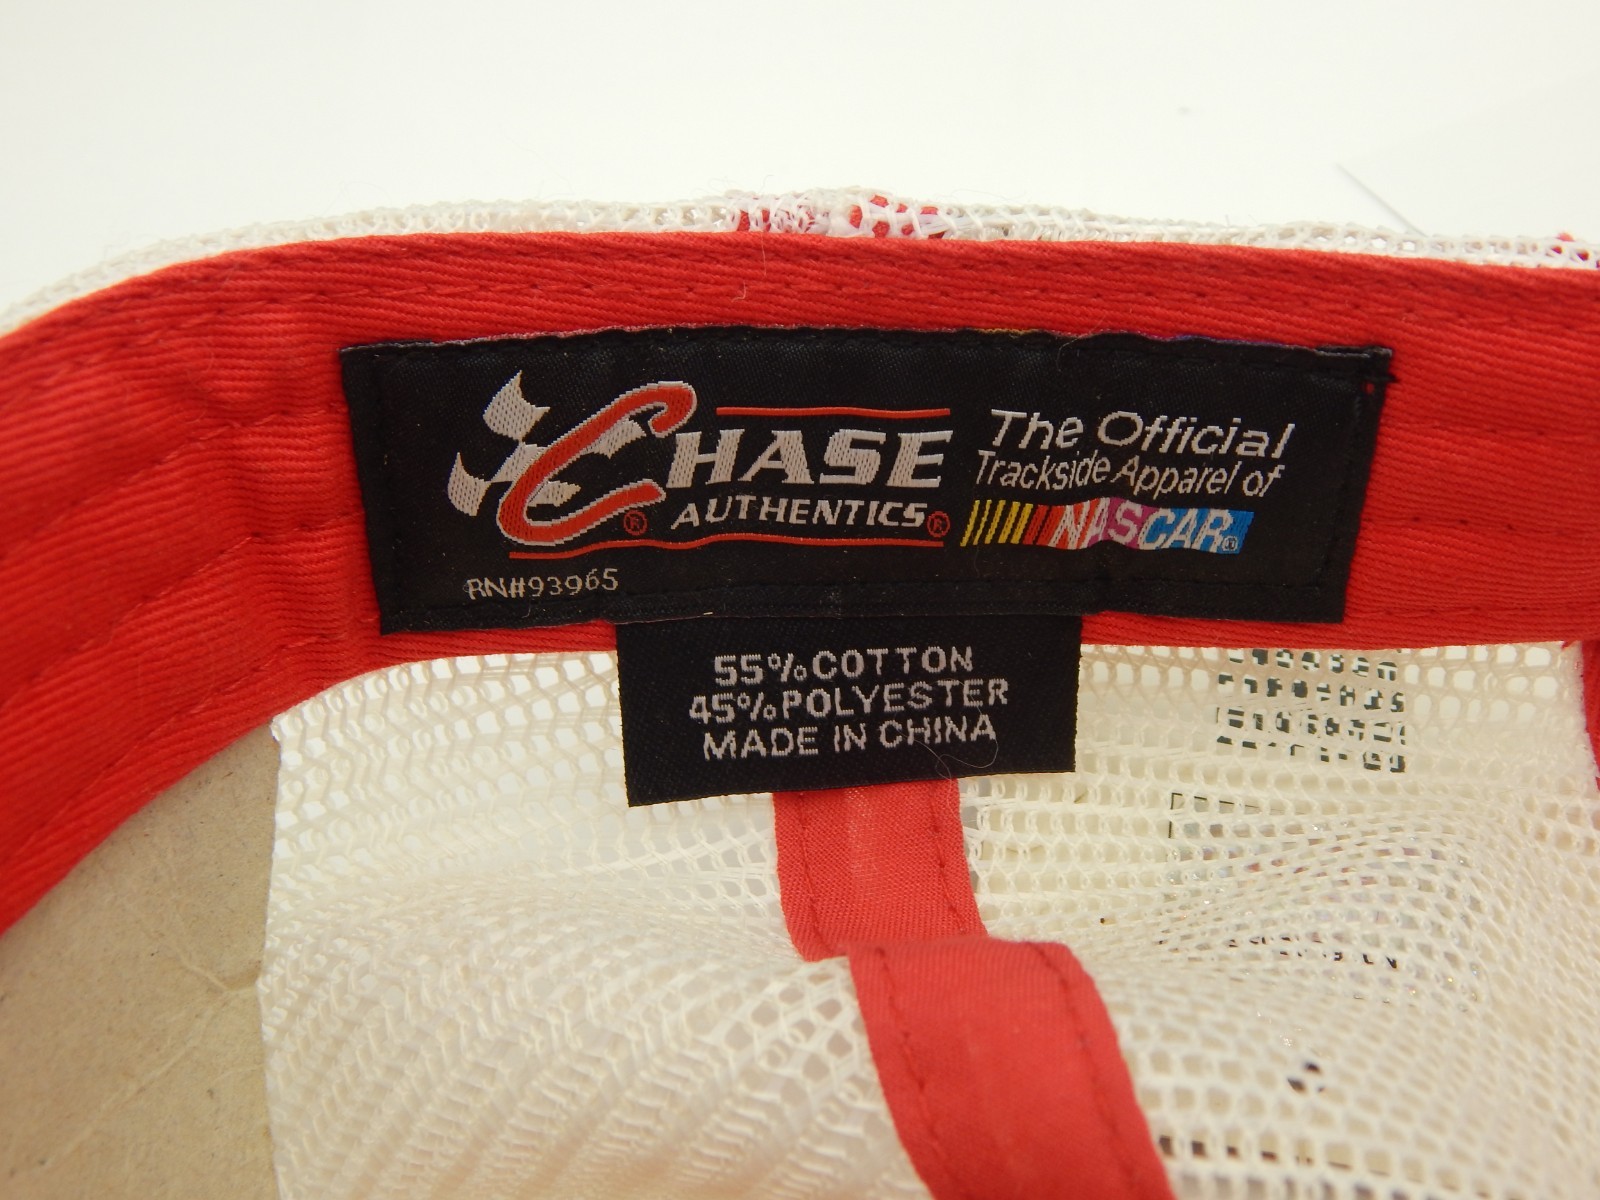 CHASE
AUTHENTICS®
®
The Official
Trackside Apparel of
NASCAR®
RN#93965
55% COTTON
45% POLYESTER
MADE IN CHINA